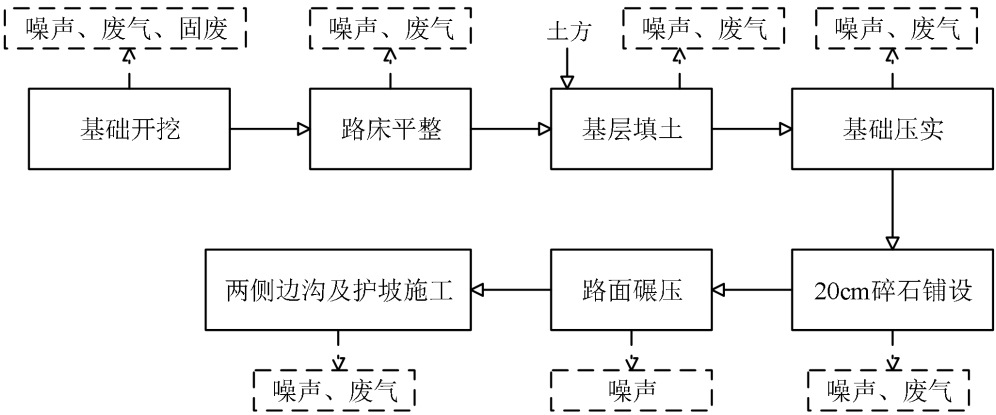 噪声、废气、固废
噪声、废气
土方
噪声、废气
噪声、废气
基础开挖
路床平整
基层填土
基础压实
两侧边沟及护坡施工
路面碾压
20cm碎石铺设
噪声、废气
噪声
噪声、废气